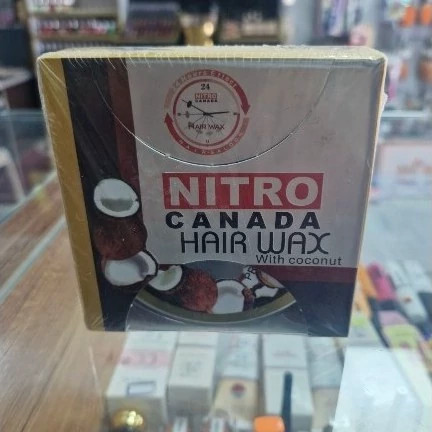 24
NITRO
CANADA
HAIR WAX
NITRO
CANADA
HAIR WAX
With coconut